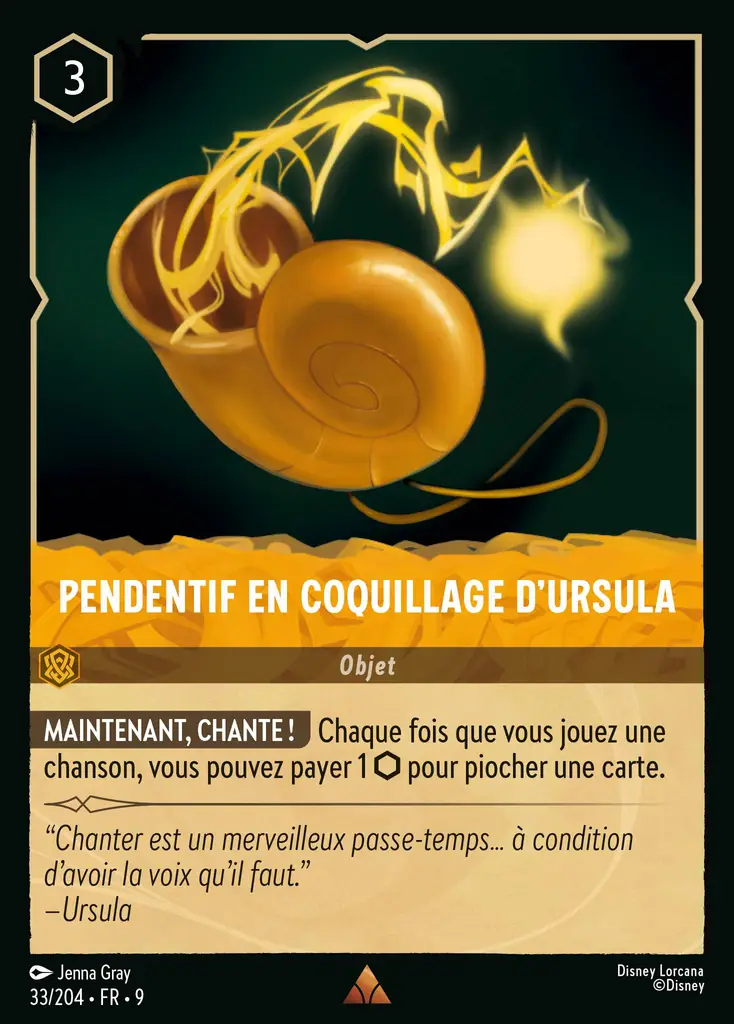 3
PENDENTIF EN COQUILLAGE D'URSULA
Objet
MAINTENANT, CHANTE ! Chaque fois que vous jouez une
chanson, vous pouvez payer 1 ⬡ pour piocher une carte.
“Chanter est un merveilleux passe-temps... à condition
d'avoir la voix qu'il faut.”
–Ursula
Jenna Gray
33/204 • FR • 9
Disney Lorcana
©Disney